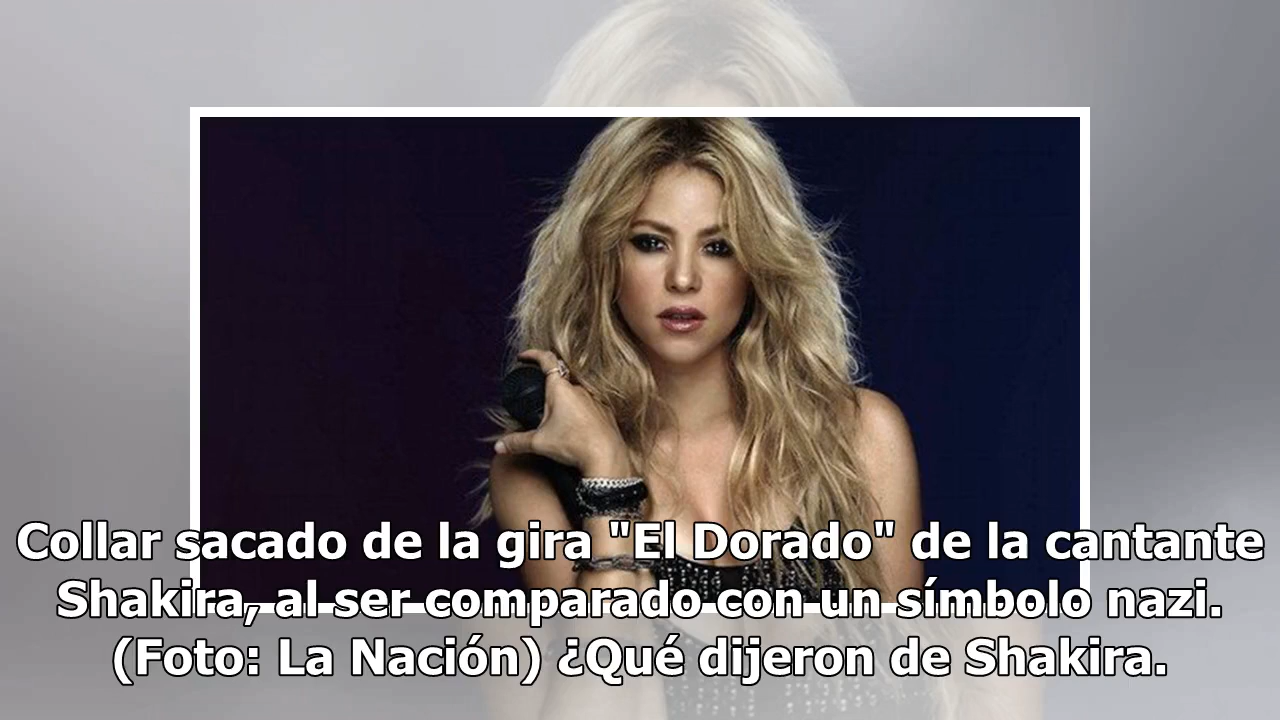 Collar sacado de la gira "El Dorado" de la cantante
Shakira, al ser comparado con un símbolo nazi.
(Foto: La Nación) ¿Qué dijeron de Shakira.